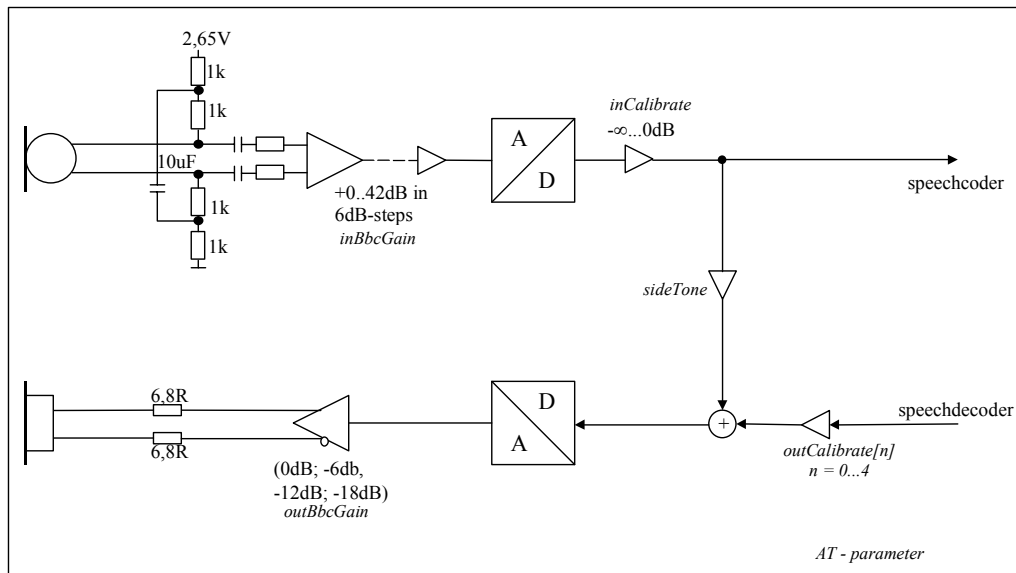 2,65V
1k
1k
10uF
1k
1k
+0..42dB in
6dB-steps
inBbcGain
A
D
inCalibrate
-∞...0dB
speechcoder
sideTone
6,8R
6,8R
(0dB; -6db,
-12dB; -18dB)
outBbcGain
D
A
+
speechdecoder
outCalibrate[n]
n = 0...4
AT - parameter